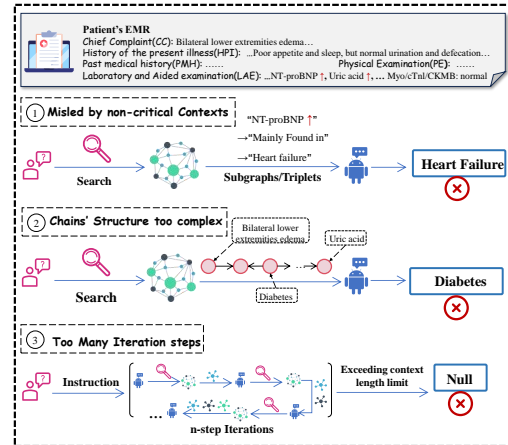 Patient's EMR
Chief Complaint(CC): Bilateral lower extremities edema…
History of the present illness(HPI): …Poor appetite and sleep, but normal urination and defecation…
Past medical history(PMH): …… Physical Examination(PE): ……
Laboratory and Aided examination(LAE): …NT-proBNP ↑, Uric acid ↑, … Myo/cTnl/CKMB: normal
1 Misled by non-critical Contexts
"NT-proBNP ↑"
→"Mainly Found in"
→"Heart failure"
Search
Subgraphs/Triplets
Heart Failure
2 Chains' Structure too complex
Bilateral lower
extremities edema
Uric acid
...
Search
Diabetes
Diabetes
3 Too Many Iteration steps
Instruction
...
n-step Iterations
Exceeding context
length limit
Null